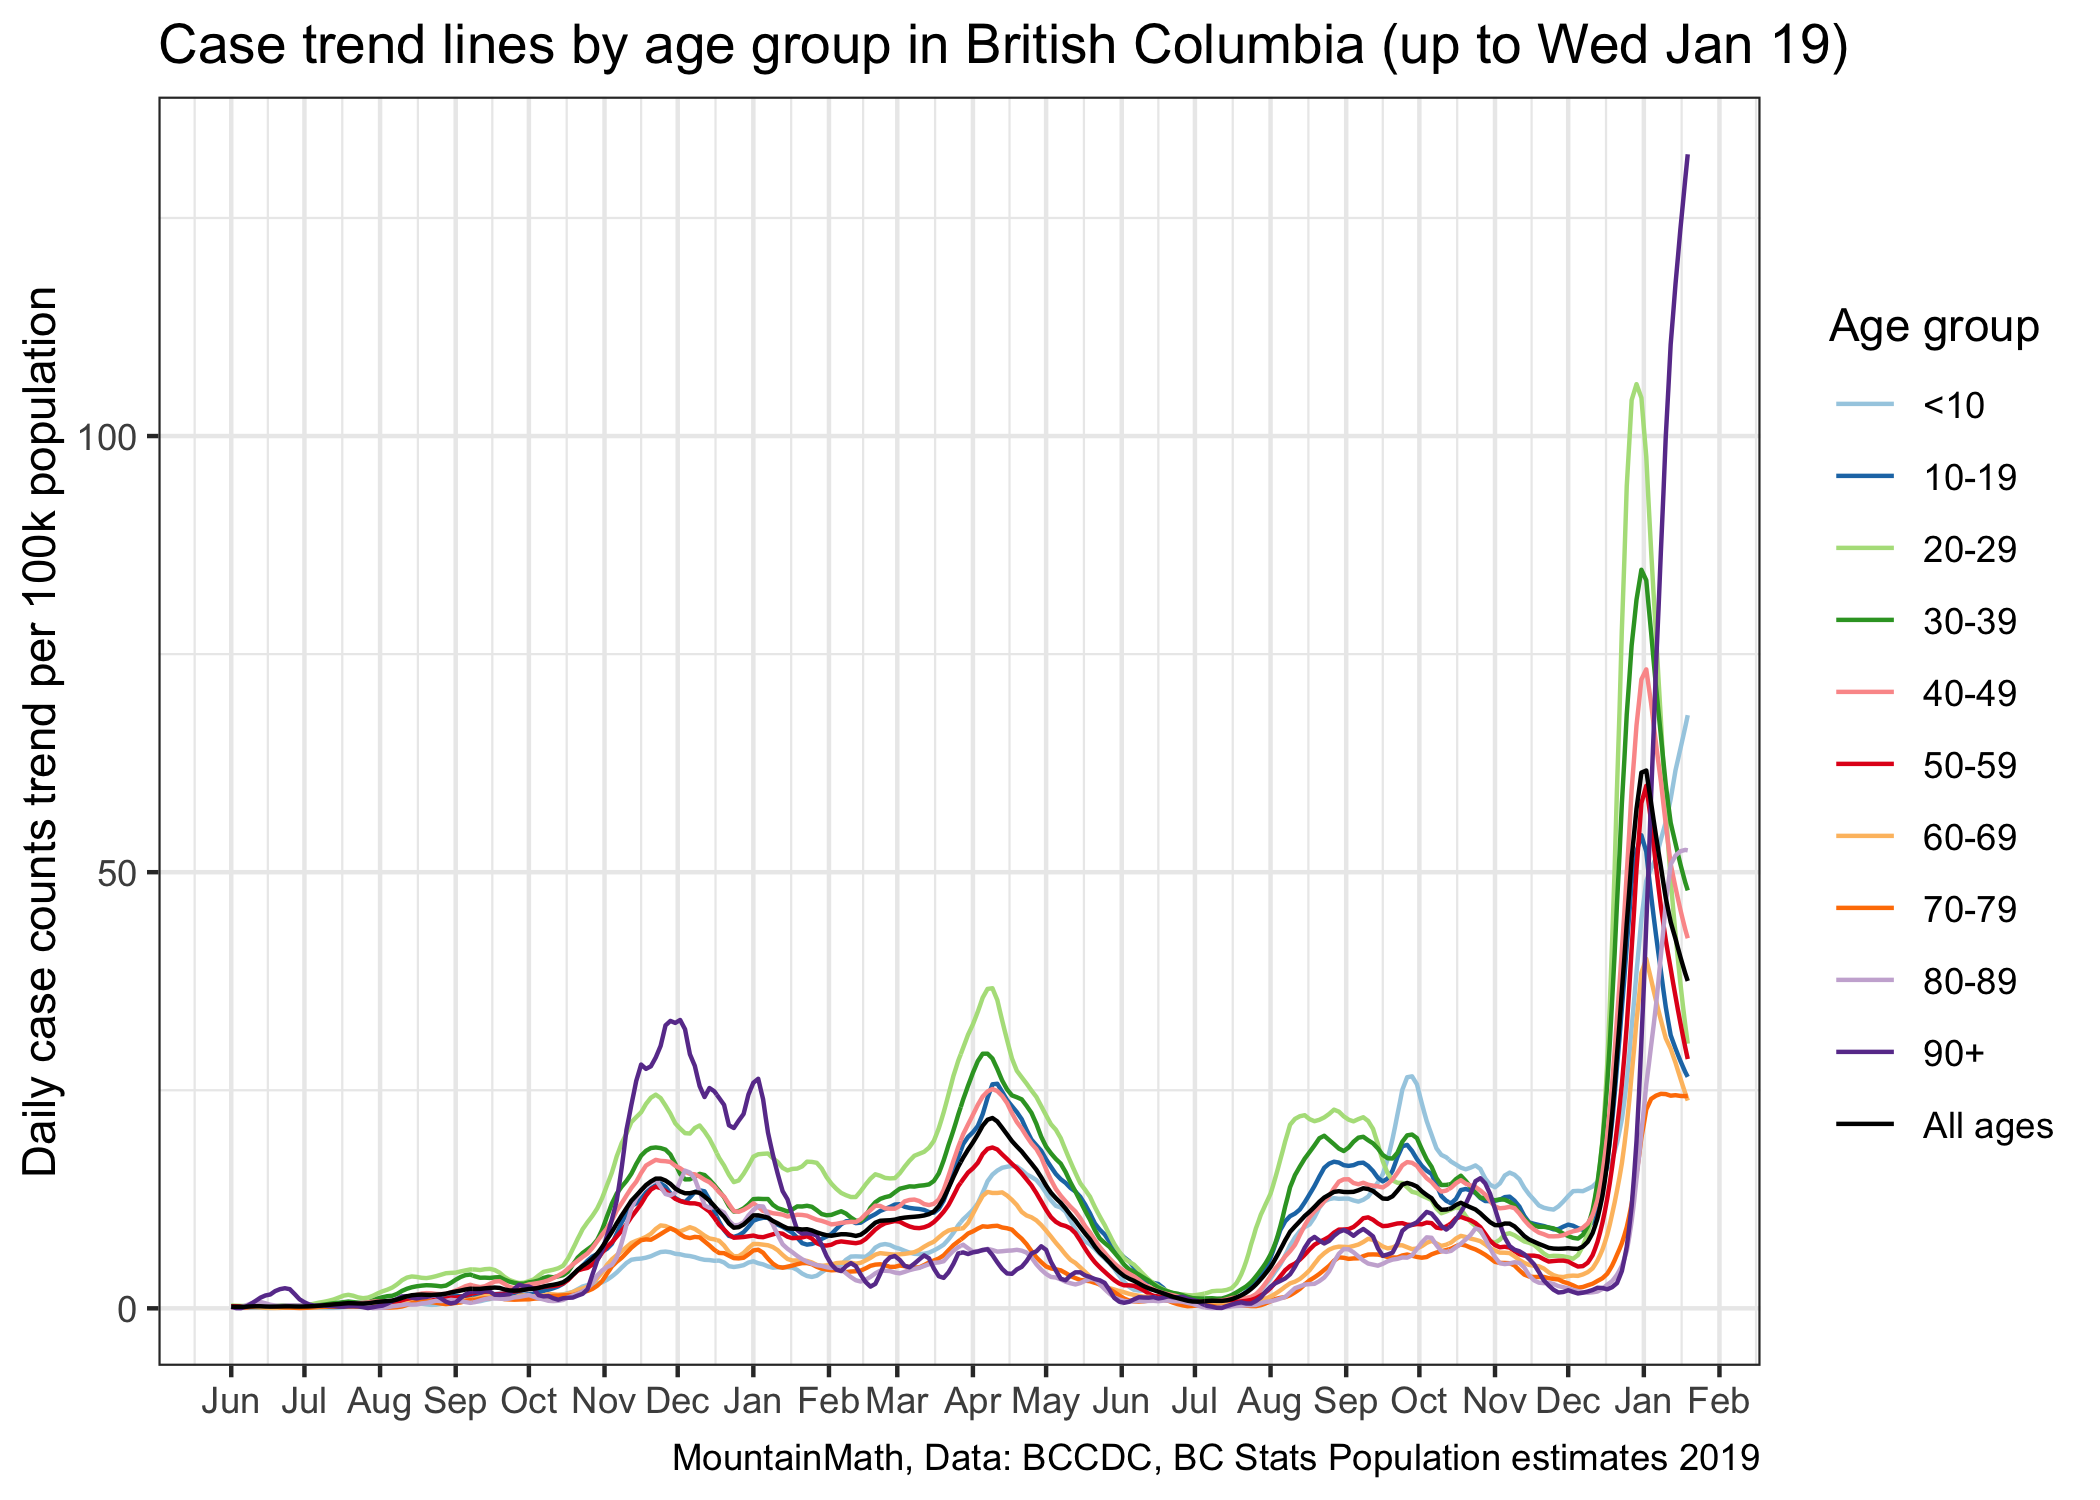 Case trend lines by age group in British Columbia (up to Wed Jan 19)
Daily case counts trend per 100k population
100
50
0
Jun Jul Aug Sep Oct Nov Dec Jan Feb Mar Apr May Jun Jul Aug Sep Oct Nov Dec Jan Feb
Age group
<10
10-19
20-29
30-39
40-49
50-59
60-69
70-79
80-89
90+
All ages
MountainMath, Data: BCCDC, BC Stats Population estimates 2019